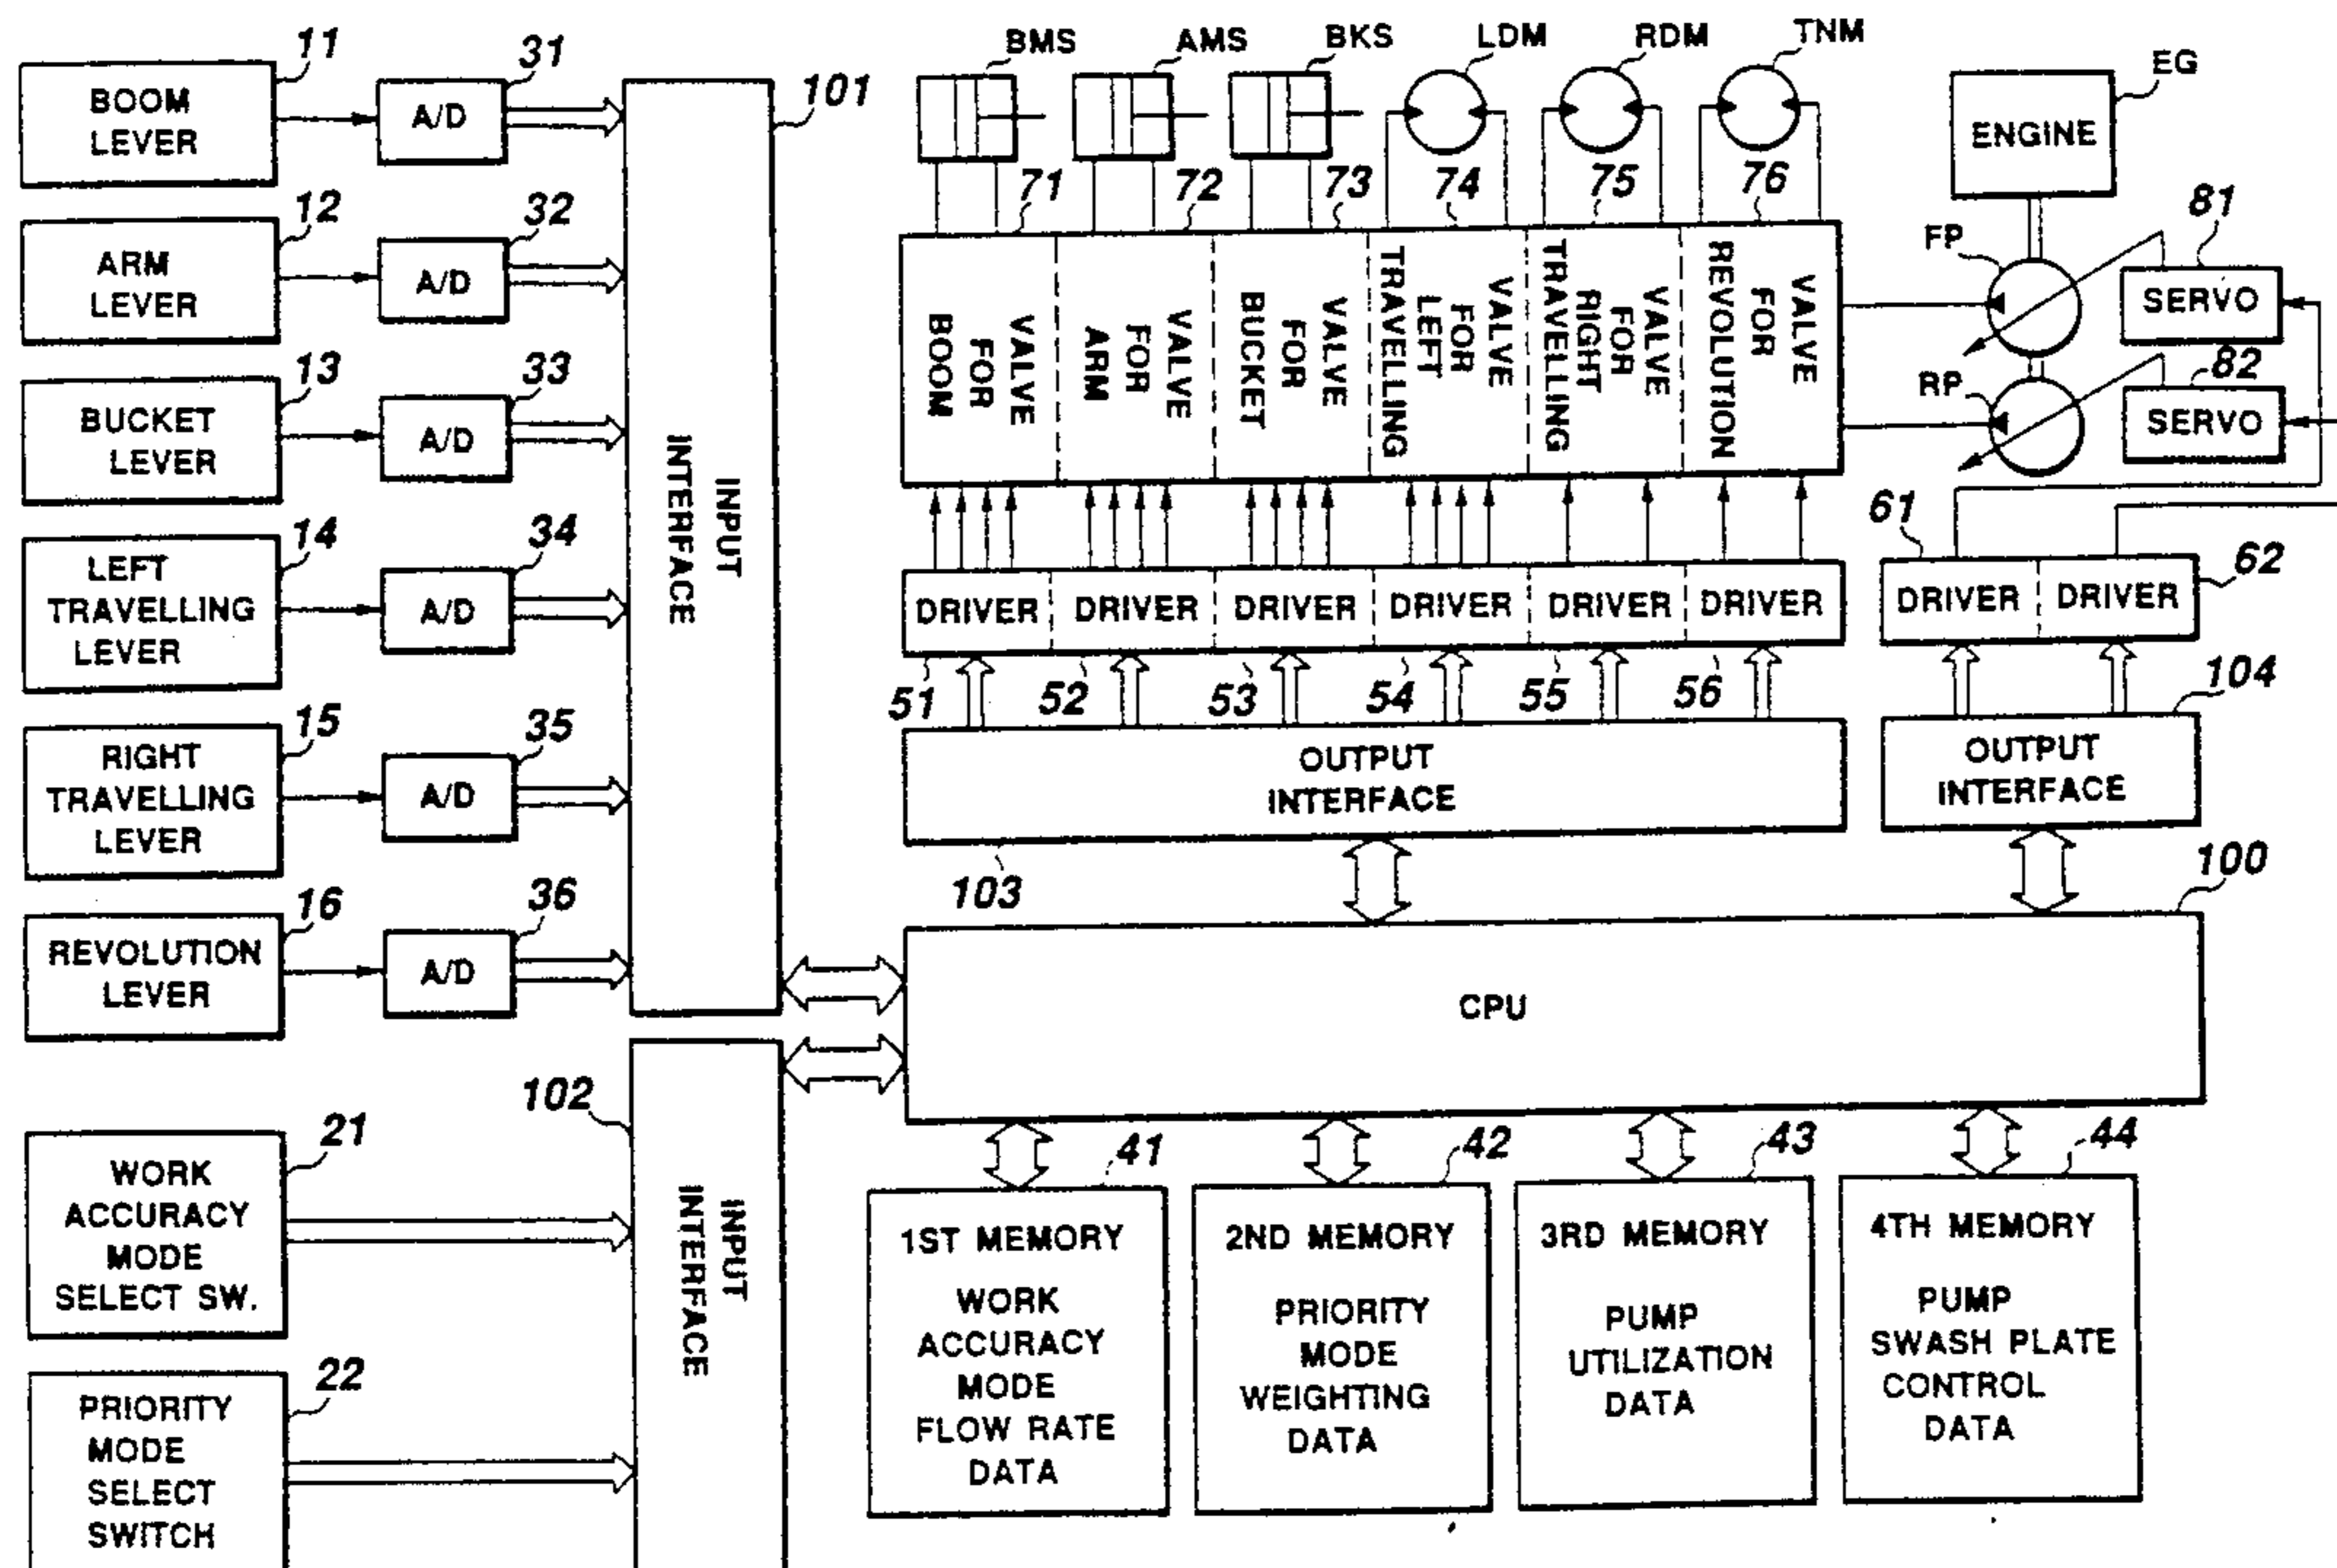 11
BOOM
LEVER
31
A/D
12
ARM
LEVER
32
A/D
13
BUCKET
LEVER
33
A/D
14
LEFT
TRAVELLING
LEVER
34
A/D
15
RIGHT
TRAVELLING
LEVER
35
A/D
16
REVOLUTION
LEVER
36
A/D
101
INPUT
INTERFACE
21
WORK
ACCURACY
MODE
SELECT SW.
22
PRIORITY
MODE
SELECT
SWITCH
102
INPUT
INTERFACE
BMS
AMS
BKS
LDM
RDM
TNM
EG
ENGINE
71
72
73
74
75
76
VALVE
FOR
BOOM
VALVE
FOR
ARM
VALVE
FOR
BUCKET
VALVE
FOR
LEFT
TRAVELLING
VALVE
FOR
RIGHT
TRAVELLING
VALVE
FOR
REVOLUTION
FP
81
SERVO
RP
82
SERVO
DRIVER
DRIVER
DRIVER
DRIVER
DRIVER
DRIVER
51
52
53
54
55
56
61
DRIVER
DRIVER
62
OUTPUT
INTERFACE
103
104
OUTPUT
INTERFACE
100
CPU
41
1ST MEMORY
WORK
ACCURACY
MODE
FLOW RATE
DATA
42
2ND MEMORY
PRIORITY
MODE
WEIGHTING
DATA
43
3RD MEMORY
PUMP
UTILIZATION
DATA
44
4TH MEMORY
PUMP
SWASH PLATE
CONTROL
DATA